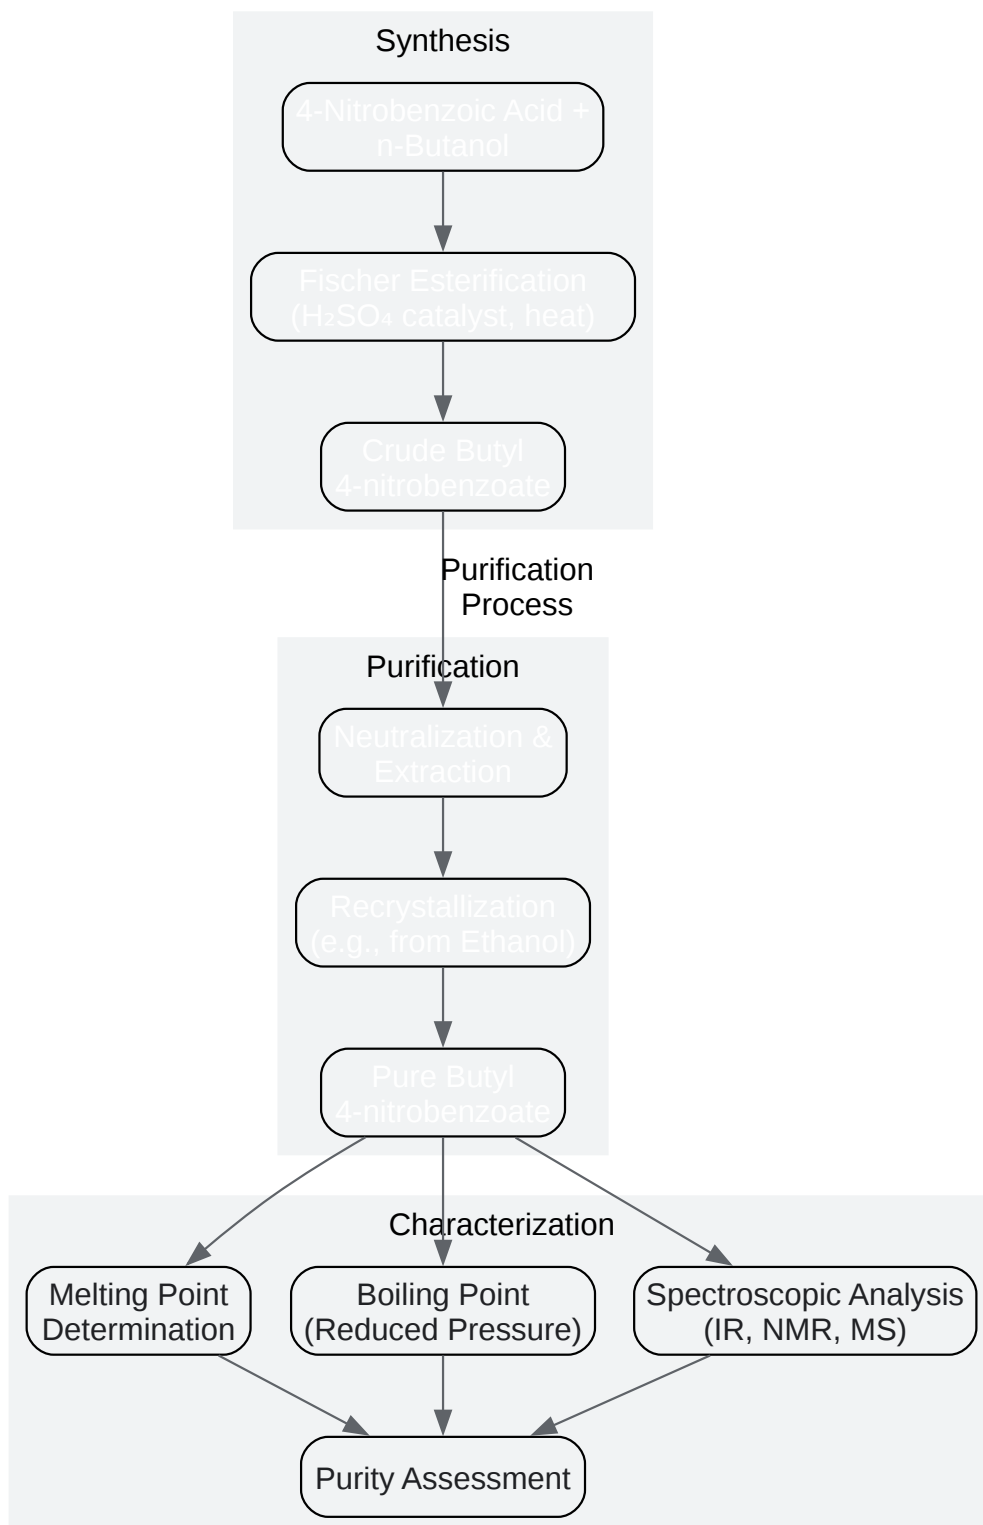 Synthesis
4-Nitrobenzoic Acid +
n-Butanol
Fischer Esterification
(H₂SO₄ catalyst, heat)
Crude Butyl
4-nitrobenzoate
Purification
Process
Purification
Neutralization &
Extraction
Recrystallization
(e.g., from Ethanol)
Pure Butyl
4-nitrobenzoate
Characterization
Melting Point
Determination
Boiling Point
(Reduced Pressure)
Spectroscopic Analysis
(IR, NMR, MS)
Purity Assessment